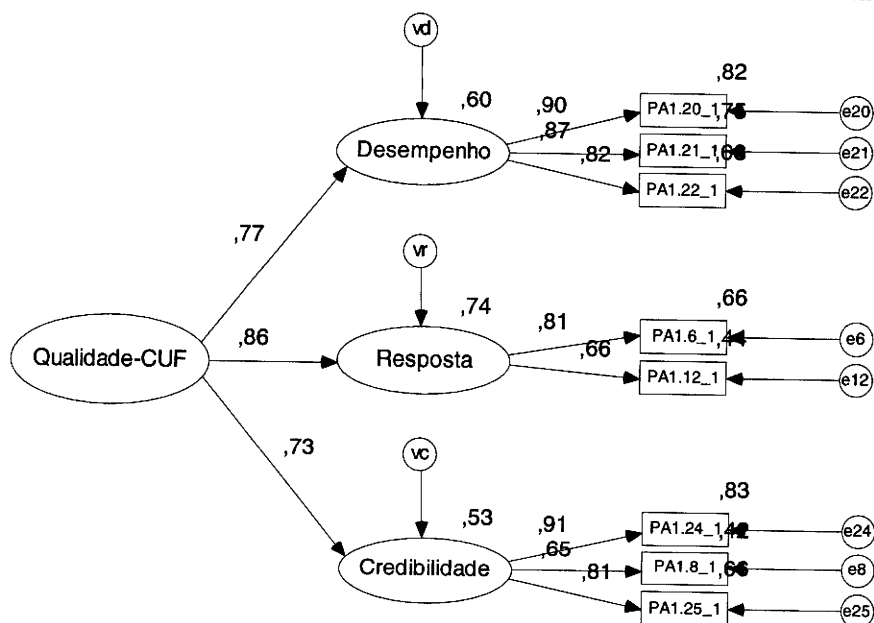 vd
,82
,60
,90
PA1.20_1
e20
Desempenho
,87
PA1.21_1
e21
,82
PA1.22_1
e22
,77
vr
,66
,74
,81
PA1.6_1
e6
Qualidade-CUF
,86
Resposta
,66
PA1.12_1
e12
,73
vc
,83
,53
,91
PA1.24_1
e24
,65
Credibilidade
PA1.8_1
e8
,81
PA1.25_1
e25